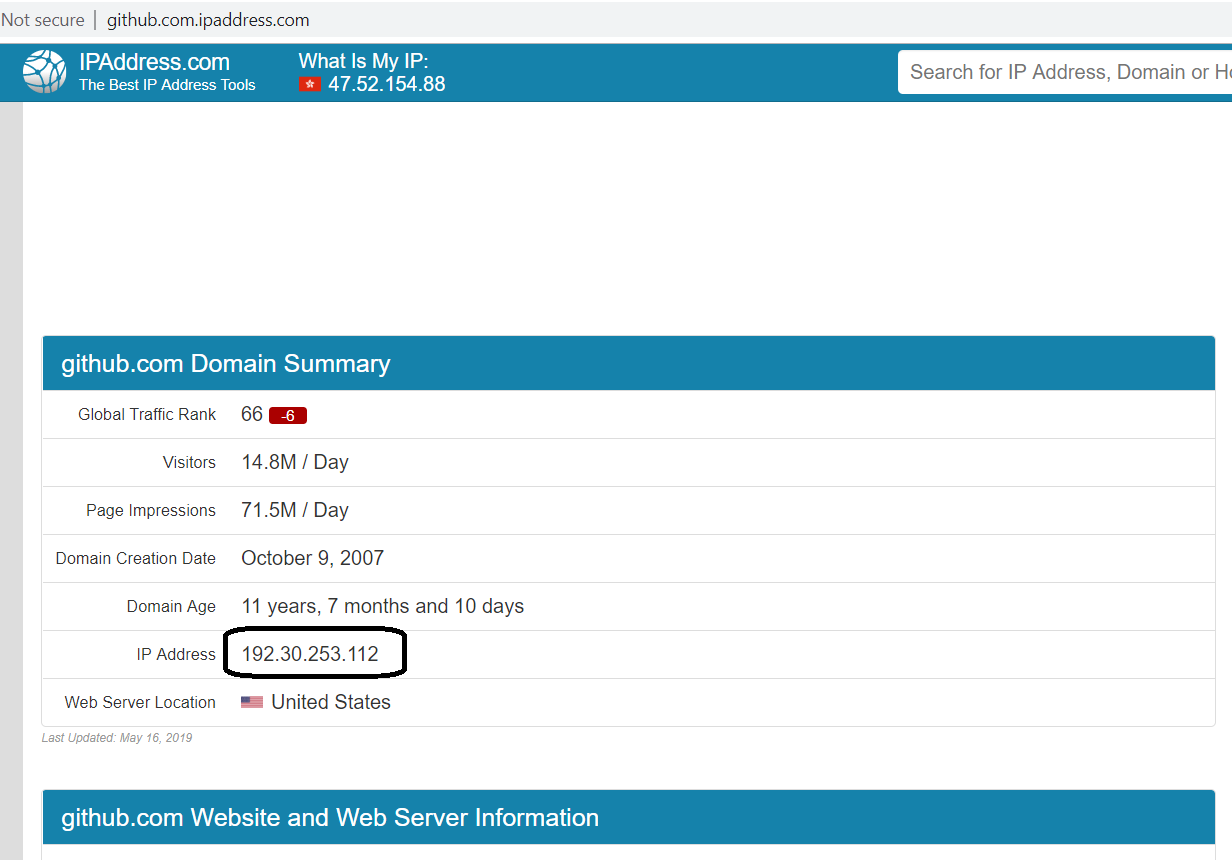 Not secure | github.com.ipaddress.com
IPAddress.com
The Best IP Address Tools
What Is My IP:
47.52.154.88
Search for IP Address, Domain or Ho
github.com Domain Summary
Global Traffic Rank 66 -6
Visitors 14.8M / Day
Page Impressions 71.5M / Day
Domain Creation Date October 9, 2007
Domain Age 11 years, 7 months and 10 days
IP Address 192.30.253.112
Web Server Location United States
Last Updated: May 16, 2019
github.com Website and Web Server Information